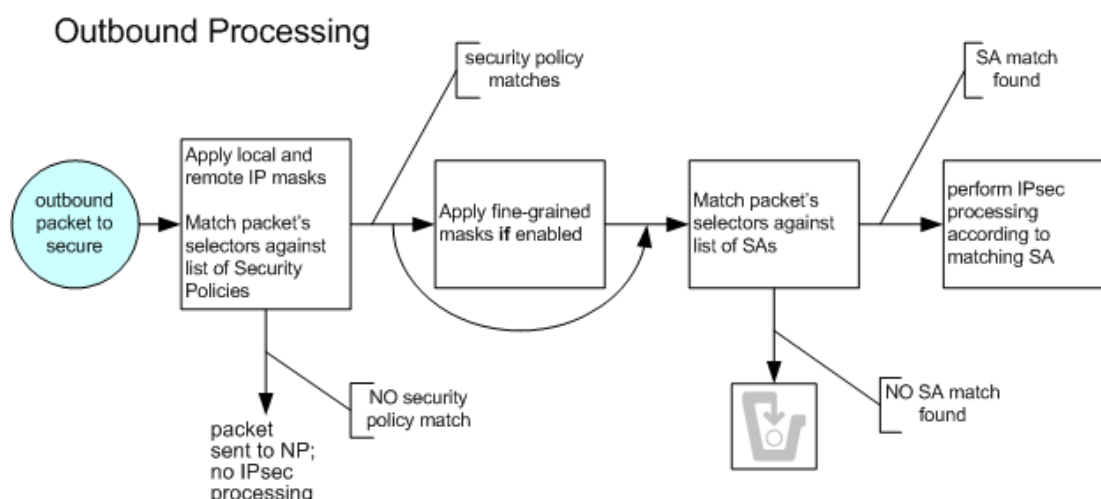 Outbound Processing
security policy
matches
SA match
found
outbound
packet to
secure
Apply local and
remote IP masks
Match packet's
selectors against
list of Security
Policies
Apply fine-grained
masks if enabled
Match packet's
selectors against
list of SAs
perform IPsec
processing
according to
matching SA
NO security
policy match
NO SA match
found
packet
sent to NP;
no IPsec
processing